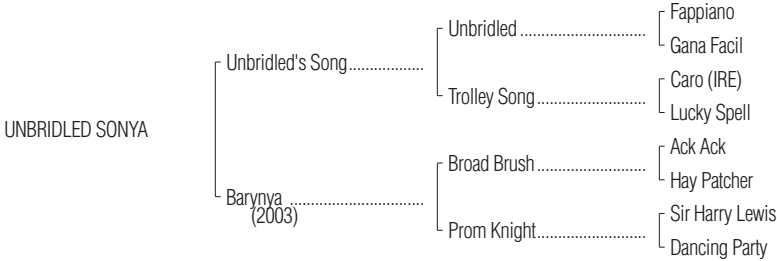 Fappiano
Unbridled ..............................
Gana Facil
Unbridled's Song..................
Caro (IRE)
Trolley Song..........................
Lucky Spell
UNBRIDLED SONYA
Ack Ack
Broad Brush ..........................
Hay Patcher
Barynya ................................
(2003)
Sir Harry Lewis
Prom Knight..........................
Dancing Party